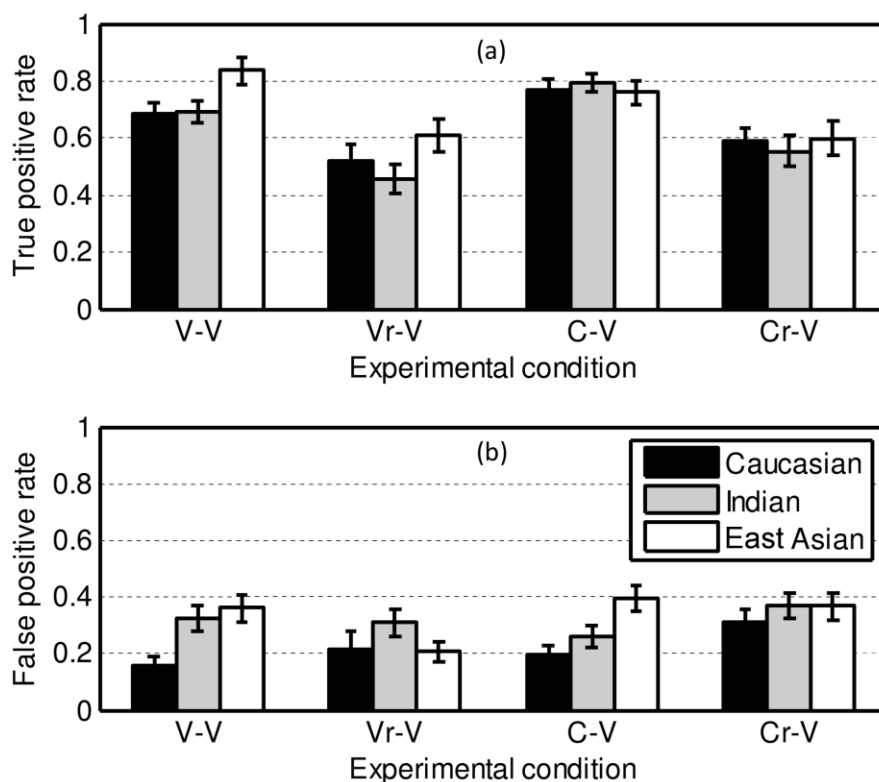 (a)
True positive rate
1
0.8
0.6
0.4
0.2
0
V-V Vr-V C-V Cr-V
Experimental condition
(b)
False positive rate
1
0.8
0.6
0.4
0.2
0
Caucasian
Indian
East Asian
V-V Vr-V C-V Cr-V
Experimental condition